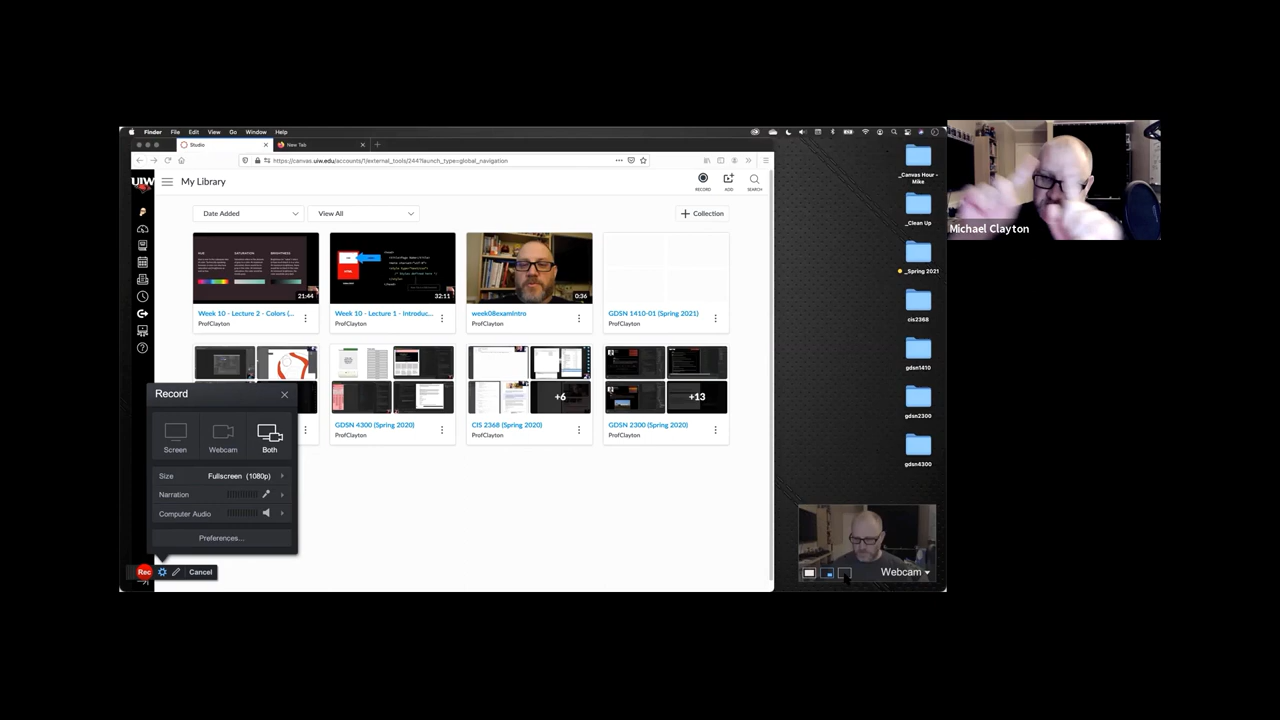 Finder File Edit View Go Window Help
Studio
New Tab
https://canvas.uiw.edu/accounts/1/external_tools/244?launch_type=global_navigation
UIW
My Library
RECORD
ADD
SEARCH
Date Added
View All
Collection
21:44
32:11
0:36
Week 10 - Lecture 2 - Colors (...
ProfClayton
Week 10 - Lecture 1 - Introduc...
ProfClayton
week08examIntro
ProfClayton
GDSN 1410-01 (Spring 2021)
ProfClayton
+6
+13
GDSN 4300 (Spring 2020)
ProfClayton
CIS 2368 (Spring 2020)
ProfClayton
GDSN 2300 (Spring 2020)
ProfClayton
Record
Screen
Webcam
Both
Size Fullscreen (1080p)
Narration
Computer Audio
Preferences...
Rec
Cancel
_Canvas Hour -
Mike
_Clean Up
_Spring 2021
cis2368
gdsn1410
gdsn2300
gdsn4300
Webcam
Michael Clayton